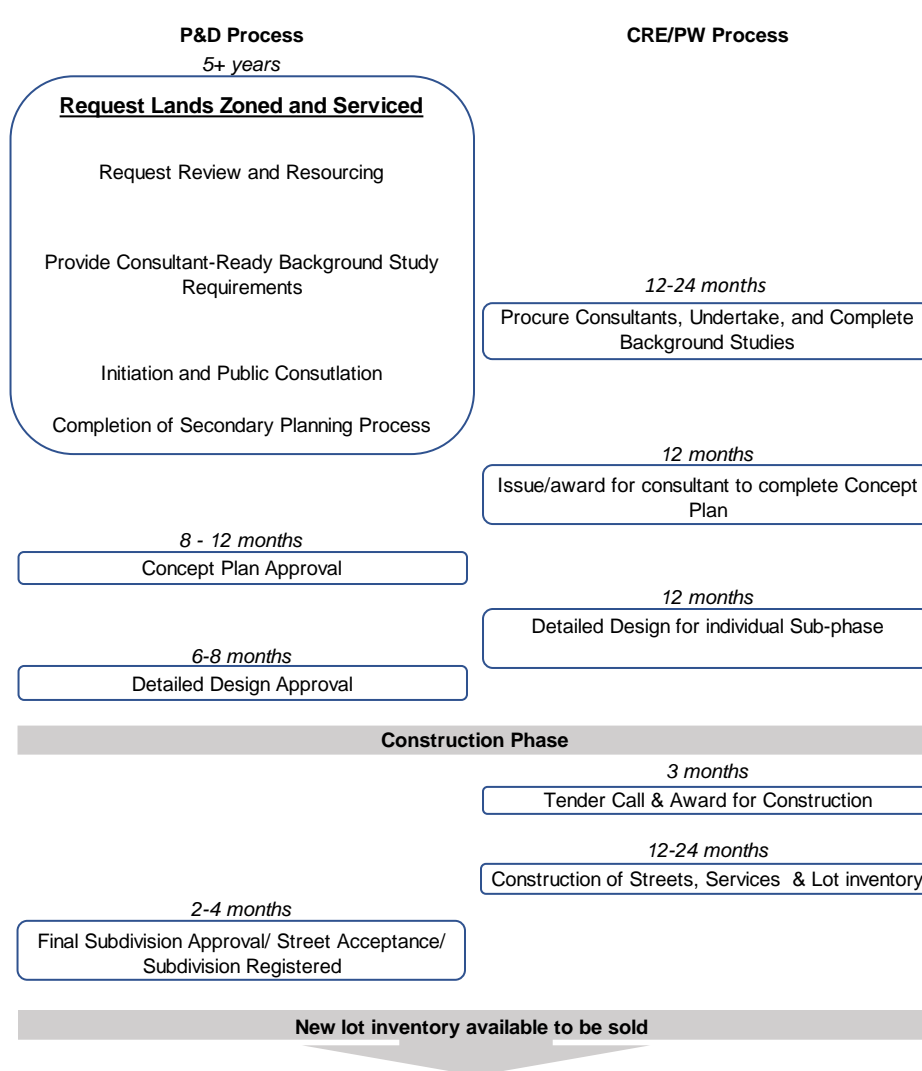 P&D Process
CRE/PW Process
5+ years
Request Lands Zoned and Serviced
Request Review and Resourcing
Provide Consultant-Ready Background Study
Requirements
12-24 months
Procure Consultants, Undertake, and Complete
Background Studies
Initiation and Public Consutlation
Completion of Secondary Planning Process
12 months
Issue/award for consultant to complete Concept
Plan
8 - 12 months
Concept Plan Approval
12 months
Detailed Design for individual Sub-phase
6-8 months
Detailed Design Approval
Construction Phase
3 months
Tender Call & Award for Construction
12-24 months
Construction of Streets, Services & Lot inventory
2-4 months
Final Subdivision Approval/ Street Acceptance/
Subdivision Registered
New lot inventory available to be sold